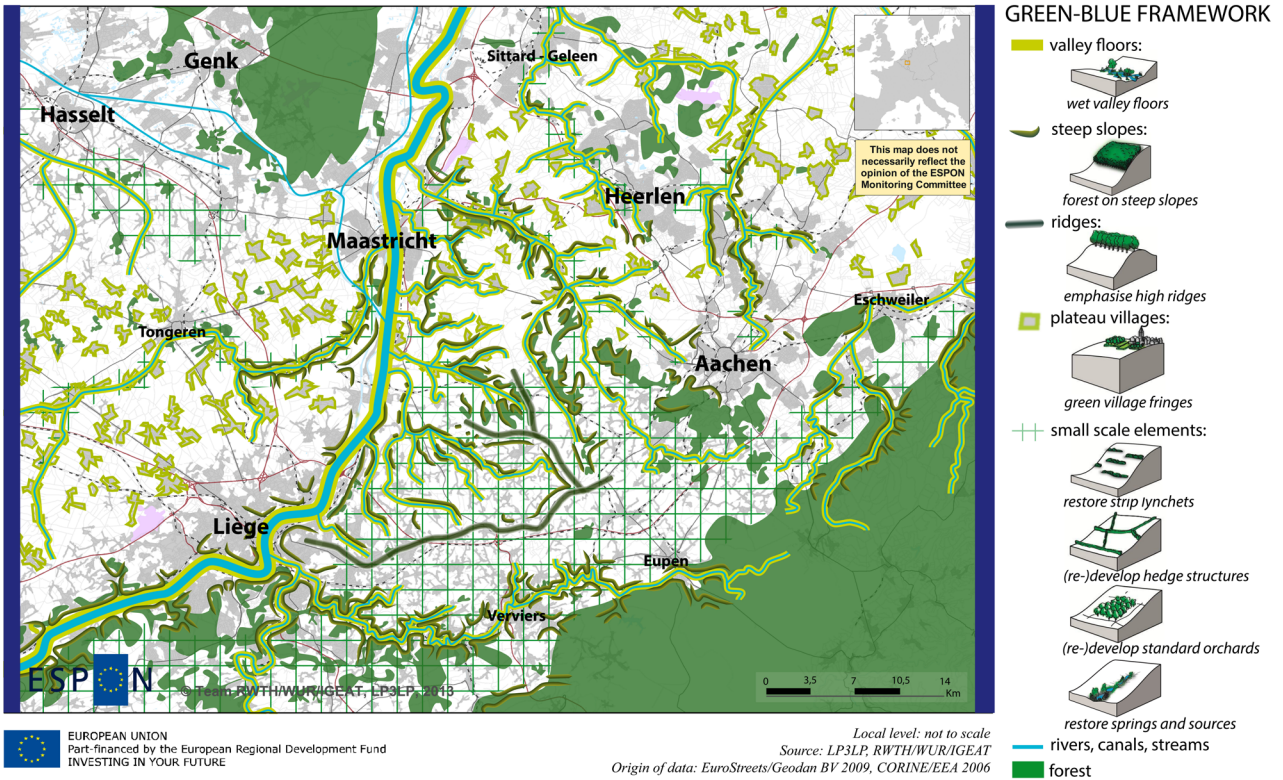 GREEN-BLUE FRAMEWORK
valley floors:
wet valley floors
steep slopes:
forest on steep slopes
ridges:
emphasise high ridges
plateau villages:
green village fringes
small scale elements:
restore strip lynchets
(re-)develop hedge structures
(re-)develop standard orchards
restore springs and sources
rivers, canals, streams
forest
Genk
Sittard - Geleen
Hasselt
This map does not
necessarily reflect the
opinion of the ESPON
Monitoring Committee
Heerlen
Maastricht
Eschweiler
Tongeren
Aachen
Liège
Eupen
Verviers
ESPON
© Team RWTH/WUR/IGEAT, LP3LP, 2013
0 3,5 7 10,5 14
Km
EUROPEAN UNION
Part-financed by the European Regional Development Fund
INVESTING IN YOUR FUTURE
Local level: not to scale
Source: LP3LP, RWTH/WUR/IGEAT
Origin of data: EuroStreets/Geodan BV 2009, CORINE/EEA 2006